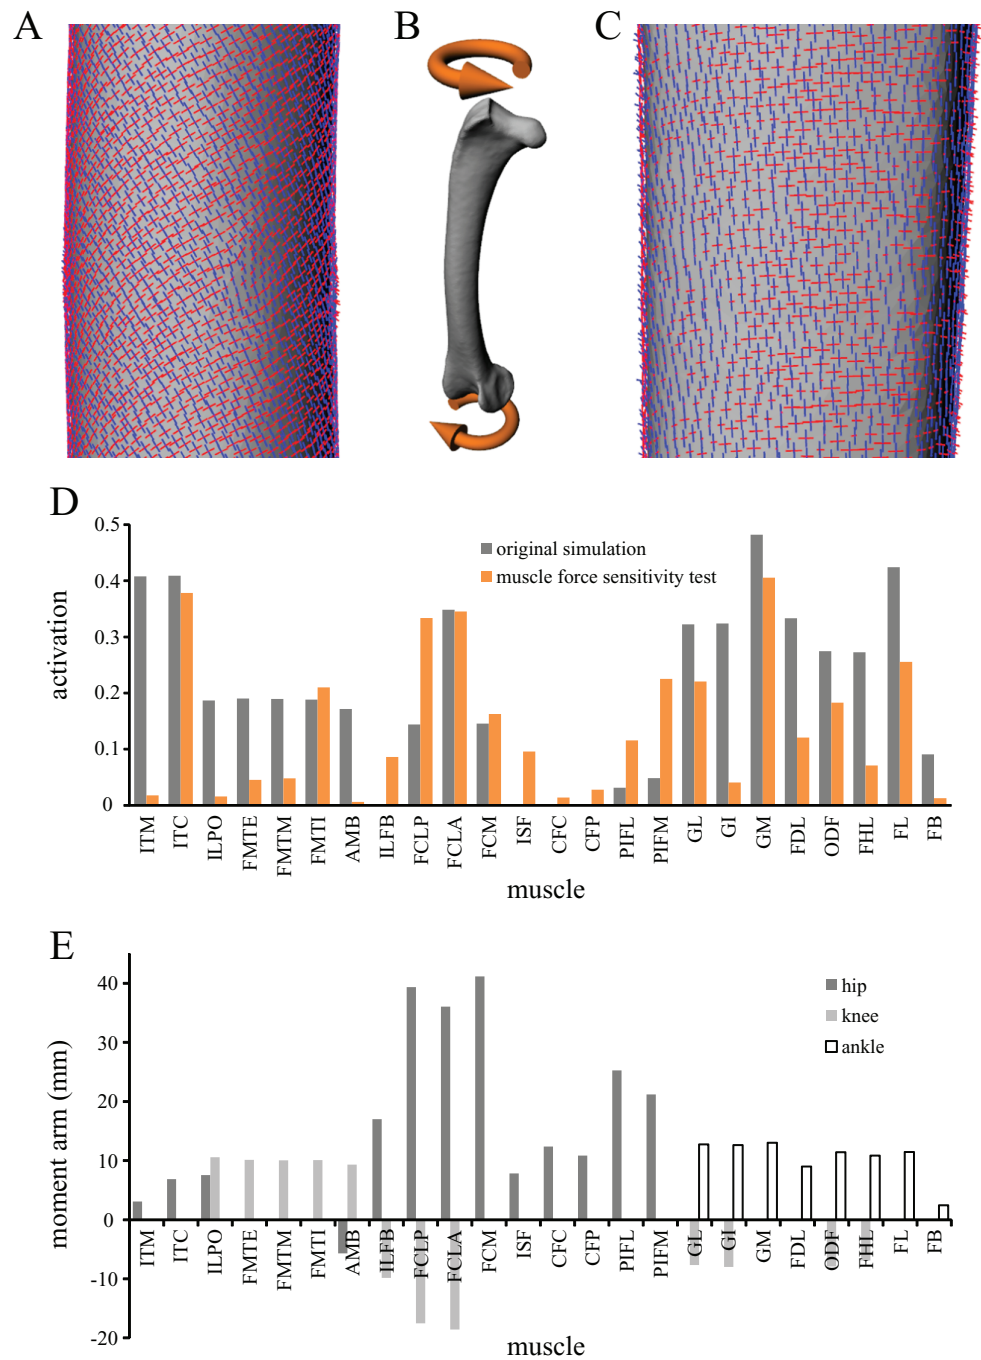 A
B
C
D
activation
0.5
0.4
0.3
0.2
0.1
0
original simulation
muscle force sensitivity test
ITM
ITC
ILPO
FMTE
FMTM
FMTI
AMB
ILFB
FCLP
FCLA
FCM
ISF
CFC
CFP
PIFL
PIFM
GL
GI
GM
FDL
ODF
FHL
FL
FB
muscle
E
moment arm (mm)
40
30
20
10
0
-10
-20
hip
knee
ankle
ITM
ITC
ILPO
FMTE
FMTM
FMTI
AMB
ILFB
FCLP
FCLA
FCM
ISF
CFC
CFP
PIFL
PIFM
GL
GI
GM
FDL
ODF
FHL
FL
FB
muscle